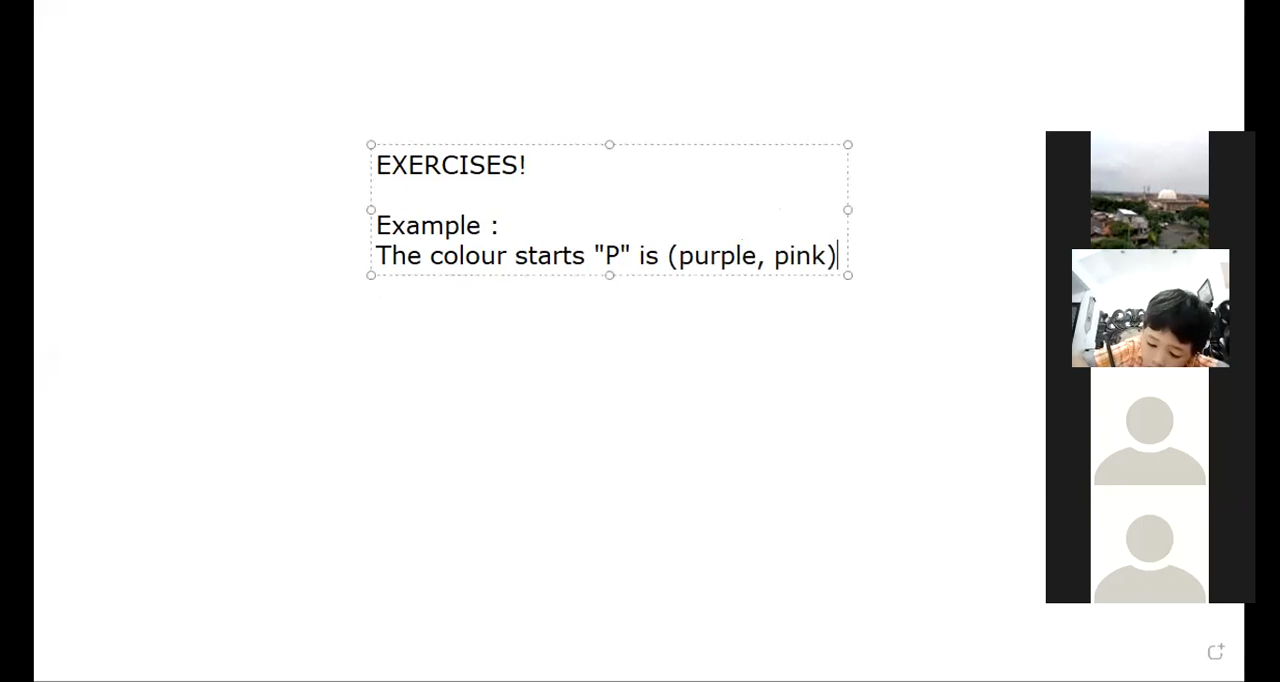 EXERCISES!
Example :
The colour starts "P" is (purple, pink)